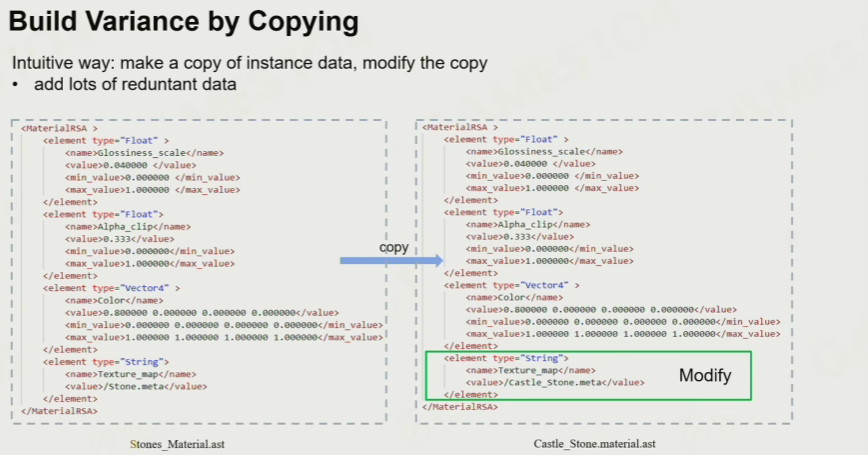 Build Variance by Copying
Intuitive way: make a copy of instance data, modify the copy
• add lots of reduntant data
<MaterialRSA >
<element type="Float" >
<name>Glossiness_scale</name>
<value>0.040000 </value>
<min_value>0.000000 </min_value>
<max_value>1.000000 </max_value>
</element>
<element type="Float">
<name>Alpha_clip</name>
<value>0.333</value>
<min_value>0.000000</min_value>
<max_value>1.000000</max_value>
</element>
<element type="Vector4" >
<name>Color</name>
<value>0.800000 0.000000 0.000000 0.000000</value>
<min_value>0.000000 0.000000 0.000000 0.000000</min_value>
<max_value>1.000000 1.000000 1.000000 1.000000</max_value>
</element>
<element type="String">
<name>Texture_map</name>
<value>/Stone.meta</value>
</element>
</MaterialRSA>
Stones_Material.ast
copy
<MaterialRSA >
<element type="Float" >
<name>Glossiness_scale</name>
<value>0.040000 </value>
<min_value>0.000000 </min_value>
<max_value>1.000000 </max_value>
</element>
<element type="Float">
<name>Alpha_clip</name>
<value>0.333</value>
<min_value>0.000000</min_value>
<max_value>1.000000</max_value>
</element>
<element type="Vector4" >
<name>Color</name>
<value>0.800000 0.000000 0.000000 0.000000</value>
<min_value>0.000000 0.000000 0.000000 0.000000</min_value>
<max_value>1.000000 1.000000 1.000000 1.000000</max_value>
</element>
<element type="String">
<name>Texture_map</name>
<value>/Castle_Stone.meta</value>
</element>
</MaterialRSA>
Modify
Castle_Stone.material.ast